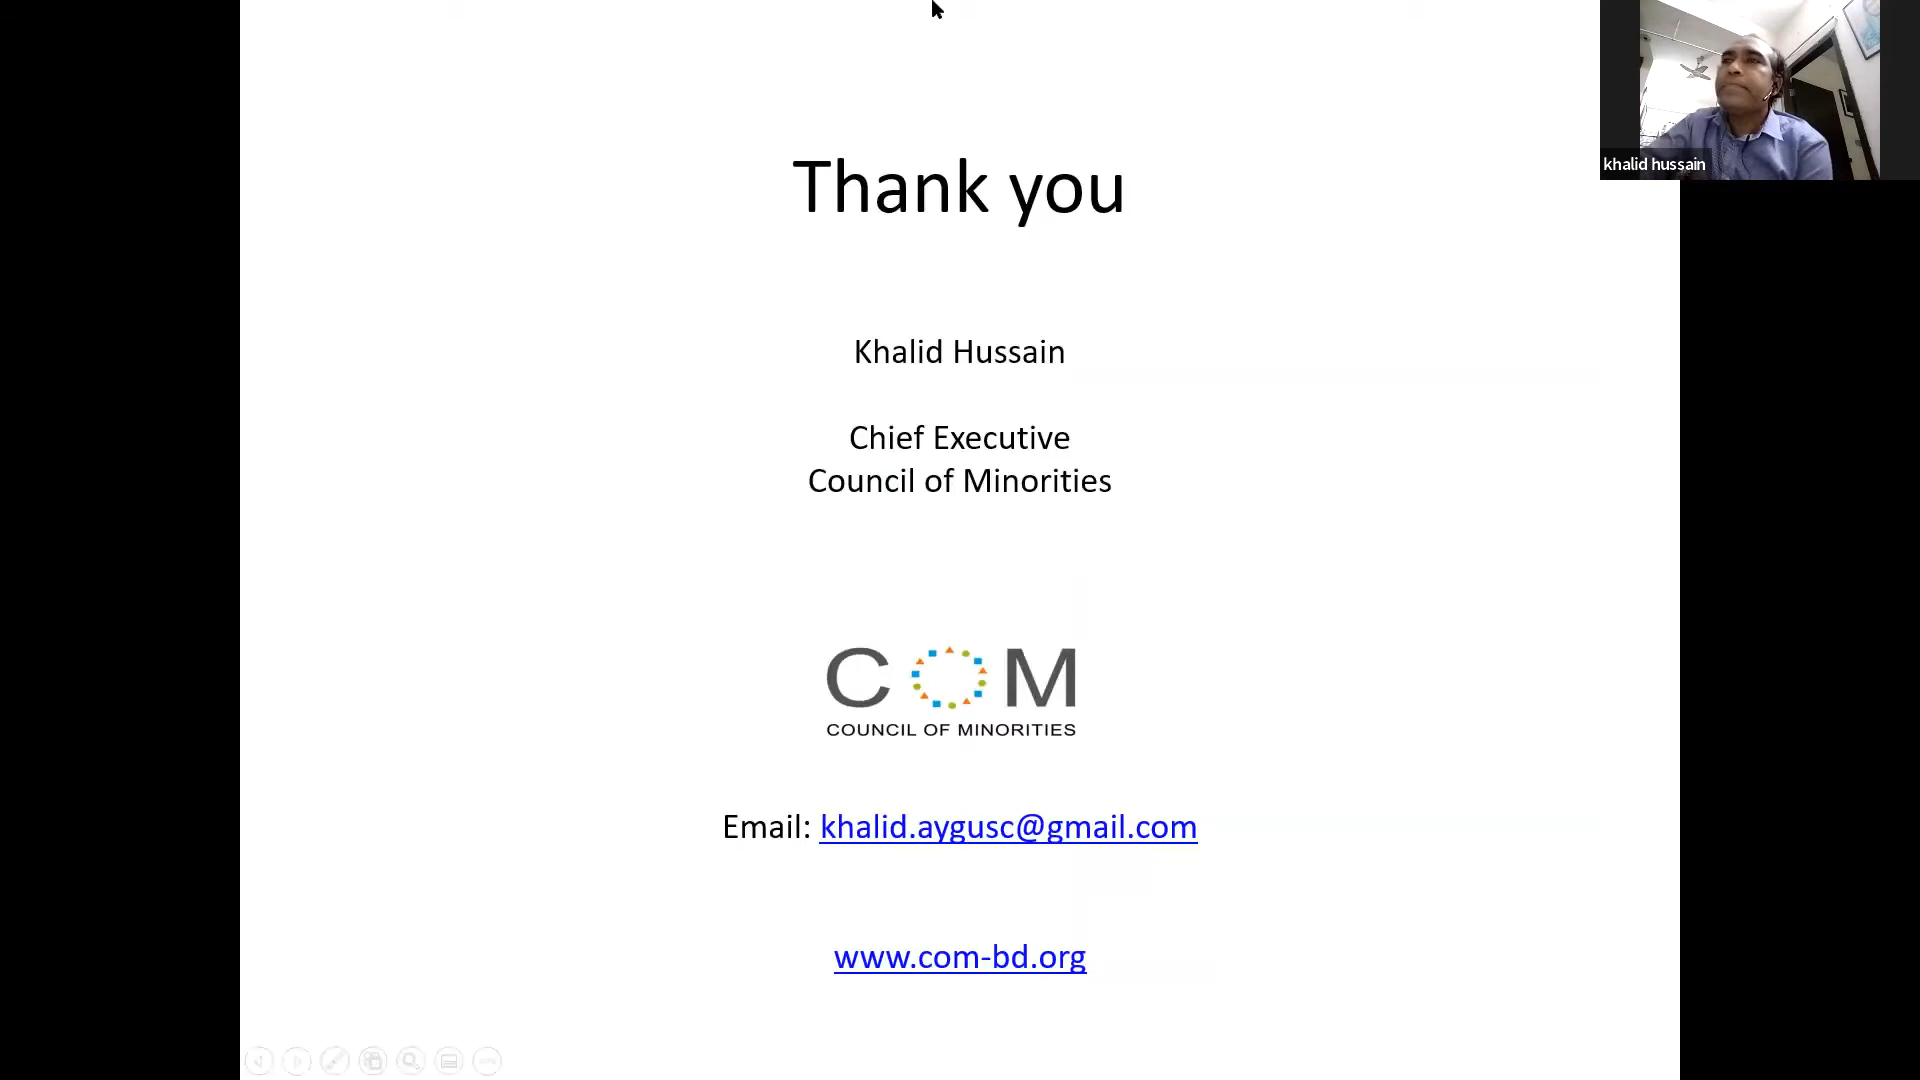 khalid hussain
Thank you
Khalid Hussain
Chief Executive
Council of Minorities
C O M
COUNCIL OF MINORITIES
Email: khalid.aygusc@gmail.com
www.com-bd.org